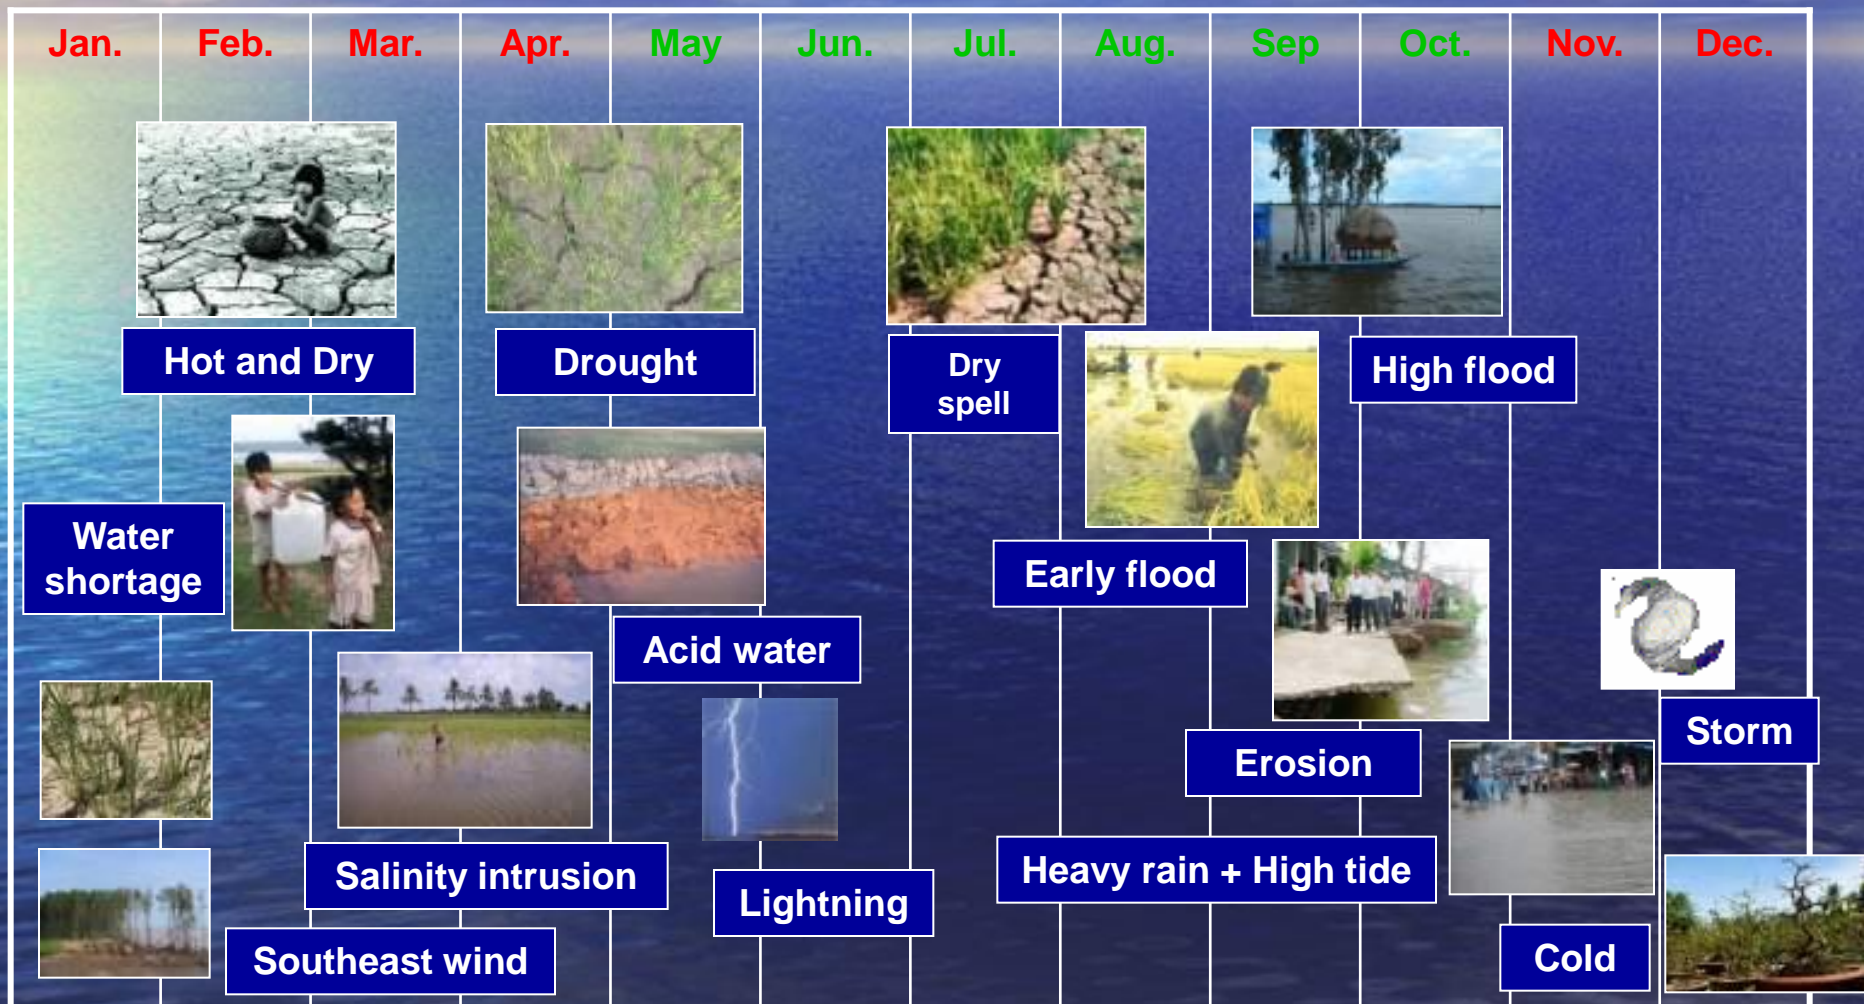 Jan. Feb. Mar. Apr. May Jun. Jul. Aug. Sep Oct. Nov. Dec.
Hot and Dry
Drought
Dry
spell
High flood
Water
shortage
Early flood
Acid water
Storm
Erosion
Salinity intrusion
Heavy rain + High tide
Lightning
Southeast wind
Cold